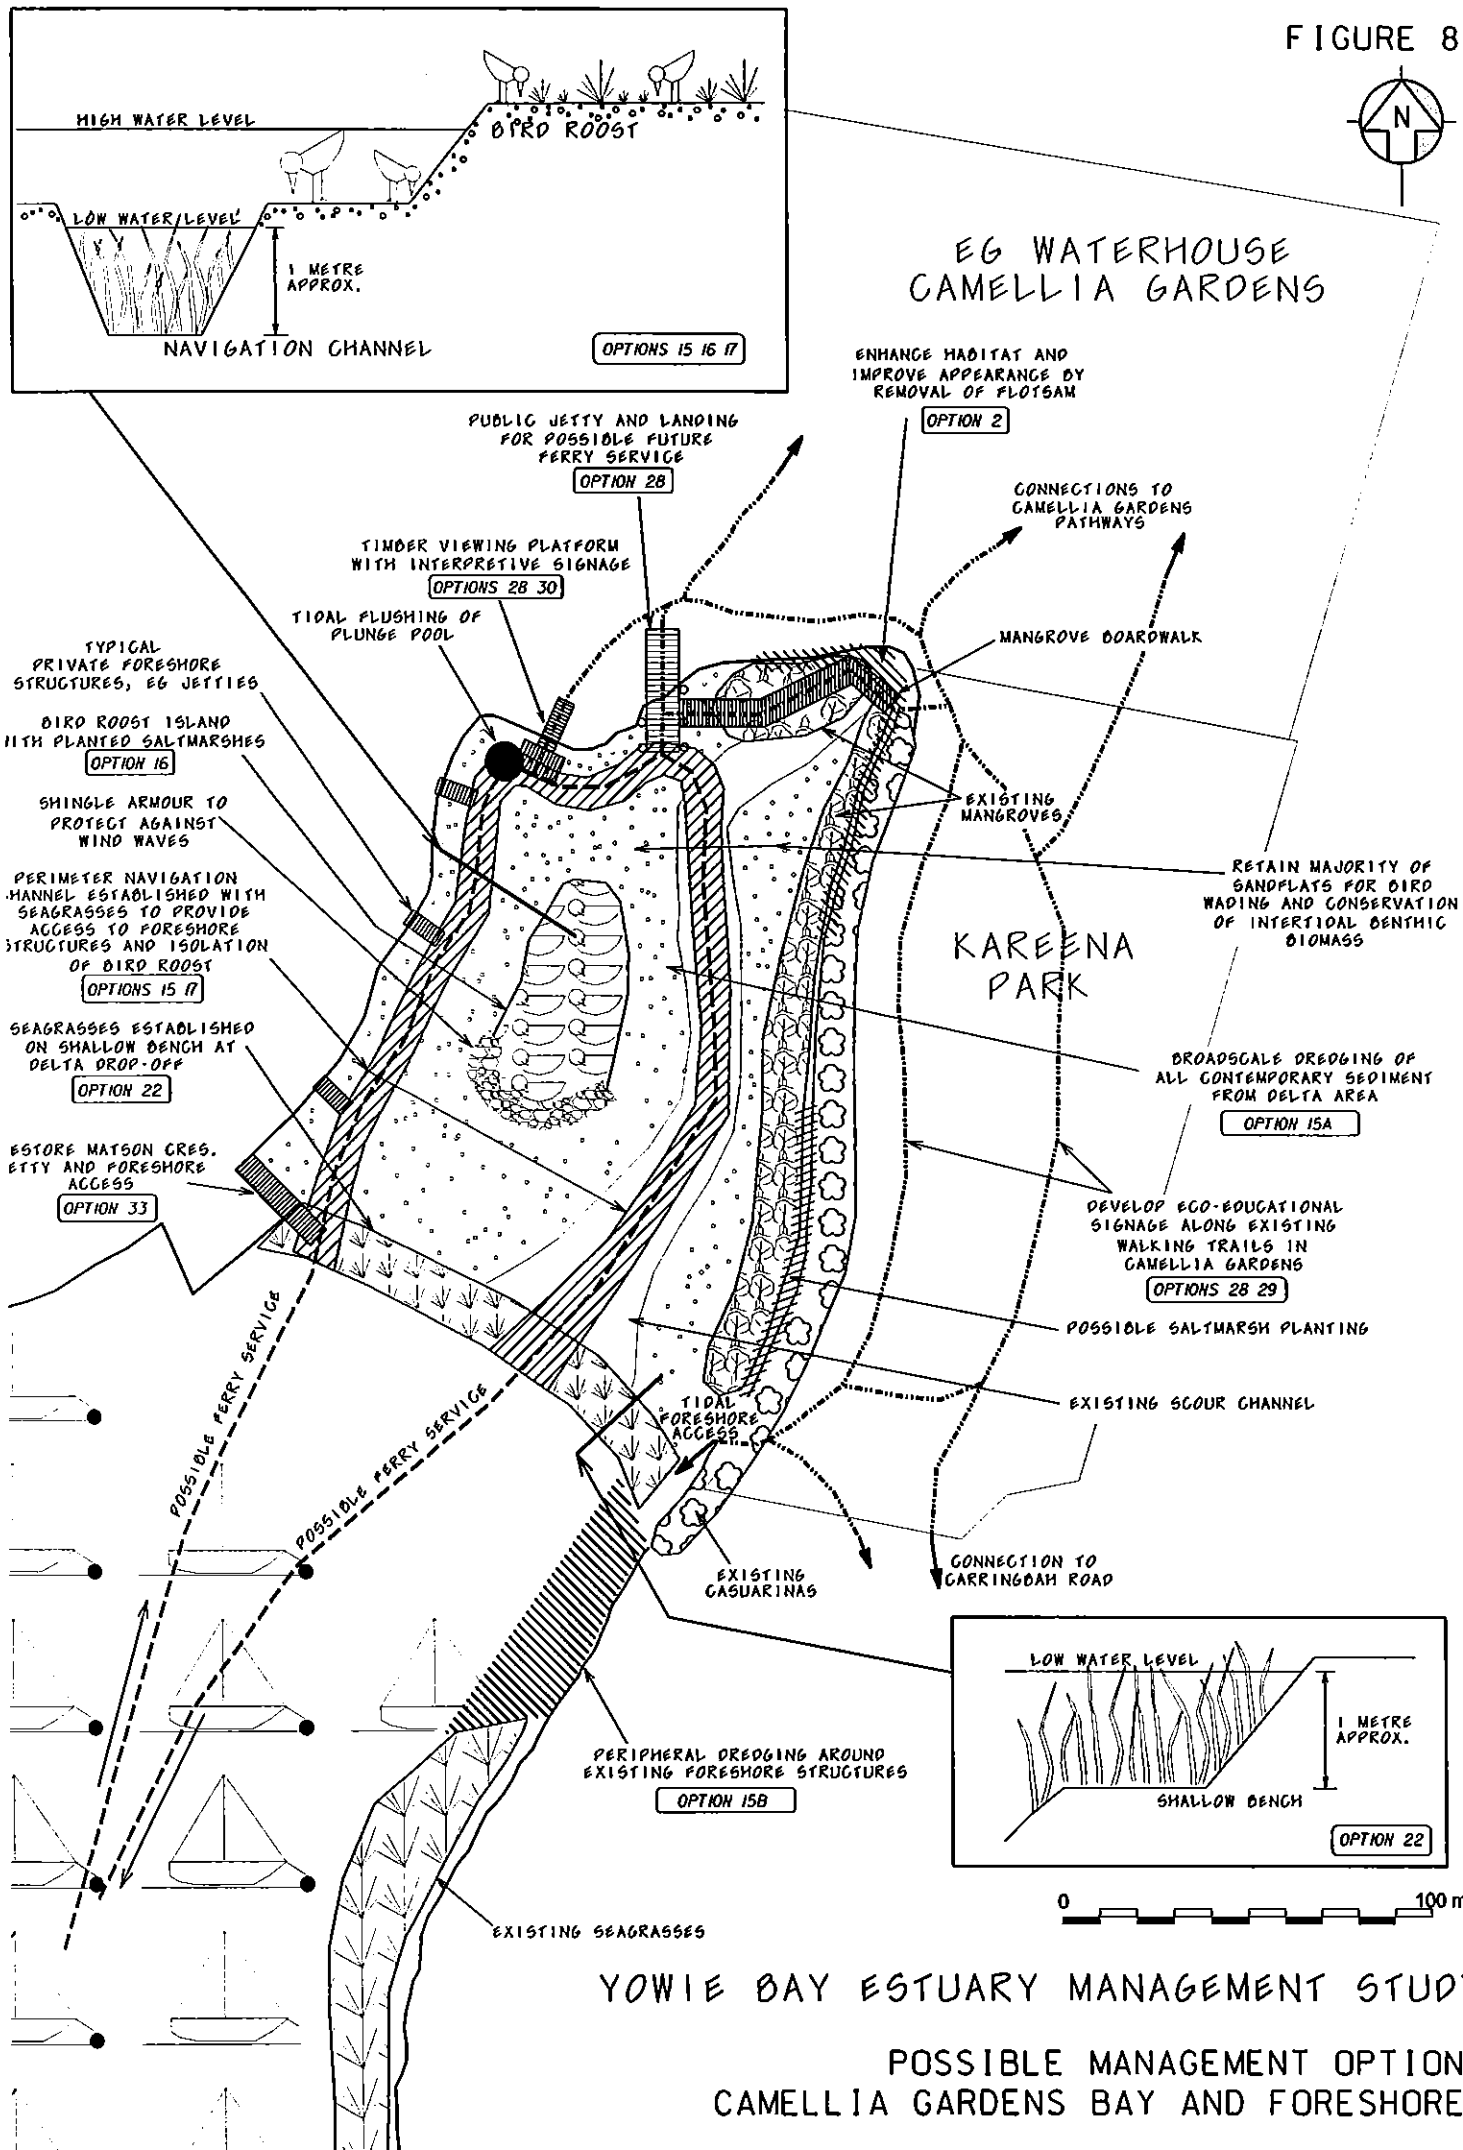 FIGURE 8
N
HIGH WATER LEVEL
BIRD ROOST
LOW WATER LEVEL
1 METRE
APPROX.
NAVIGATION CHANNEL
OPTIONS 15 16 17
EG WATERHOUSE
CAMELLIA GARDENS
ENHANCE HABITAT AND
IMPROVE APPEARANCE BY
REMOVAL OF FLOTSAM
OPTION 2
PUBLIC JETTY AND LANDING
FOR POSSIBLE FUTURE
FERRY SERVICE
OPTION 28
CONNECTIONS TO
CAMELLIA GARDENS
PATHWAYS
TIMBER VIEWING PLATFORM
WITH INTERPRETIVE SIGNAGE
OPTIONS 28 30
TIDAL FLUSHING OF
PLUNGE POOL
MANGROVE BOARDWALK
TYPICAL
PRIVATE FORESHORE
STRUCTURES, EG JETTIES
BIRD ROOST ISLAND
ITH PLANTED SALTMARSHES
OPTION 16
SHINGLE ARMOUR TO
PROTECT AGAINST
WIND WAVES
EXISTING
MANGROVES
PERIMETER NAVIGATION
HANNEL ESTABLISHED WITH
SEAGRASSES TO PROVIDE
ACCESS TO FORESHORE
STRUCTURES AND ISOLATION
OF BIRD ROOST
OPTIONS 15 17
RETAIN MAJORITY OF
SANDFLATS FOR BIRD
WADING AND CONSERVATION
OF INTERTIDAL BENTHIC
BIOMASS
KAREENA
PARK
SEAGRASSES ESTABLISHED
ON SHALLOW BENCH AT
DELTA DROP-OFF
OPTION 22
BROADSCALE DREDGING OF
ALL CONTEMPORARY SEDIMENT
FROM DELTA AREA
OPTION 15A
ESTORE MATSON CRES.
ETTY AND FORESHORE
ACCESS
OPTION 33
DEVELOP ECO-EDUCATIONAL
SIGNAGE ALONG EXISTING
WALKING TRAILS IN
CAMELLIA GARDENS
OPTIONS 28 29
POSSIBLE SALTMARSH PLANTING
EXISTING SCOUR CHANNEL
TIDAL
FORESHORE
ACCESS
POSSIBLE FERRY SERVICE
POSSIBLE FERRY SERVICE
EXISTING
CASUARINAS
CONNECTION TO
CARRINGBAH ROAD
LOW WATER LEVEL
1 METRE
APPROX.
SHALLOW BENCH
OPTION 22
PERIPHERAL DREDGING AROUND
EXISTING FORESHORE STRUCTURES
OPTION 15B
EXISTING SEAGRASSES
0 100 m
YOWIE BAY ESTUARY MANAGEMENT STUD
POSSIBLE MANAGEMENT OPTION
CAMELLIA GARDENS BAY AND FORESHORE